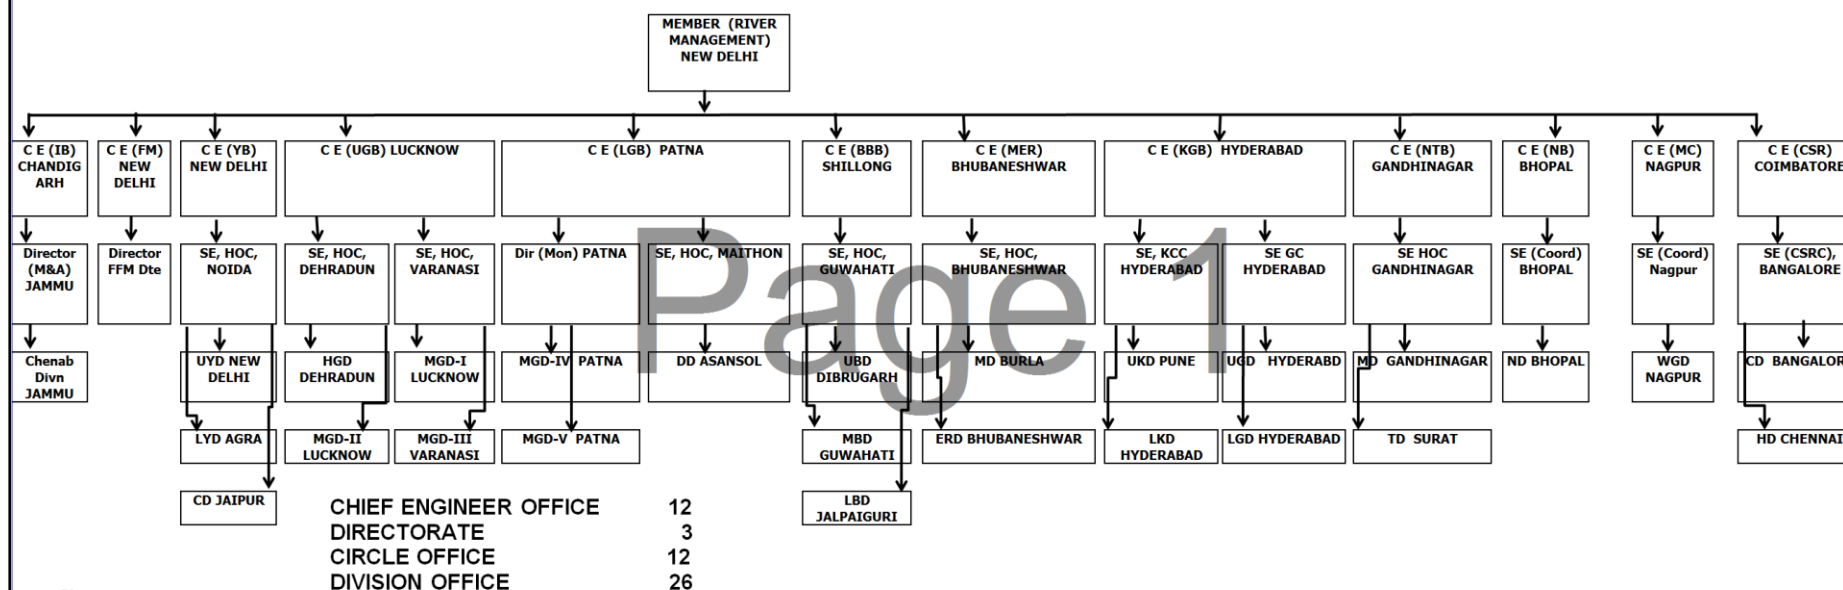 MEMBER (RIVER
MANAGEMENT)
NEW DELHI
C E (IB)
CHANDIG
ARH
C E (FM)
NEW
DELHI
C E (YB)
NEW DELHI
C E (UGB) LUCKNOW
C E (LGB) PATNA
C E (BBB)
SHILLONG
C E (MER)
BHUBANESHWAR
C E (KGB) HYDERABAD
C E (NTB)
GANDHINAGAR
C E (NB)
BHOPAL
C E (MC)
NAGPUR
C E (CSR)
COIMBATORE
Director
(M&A)
JAMMU
Director
FFM Dte
SE, HOC,
NOIDA
SE, HOC,
DEHRADUN
SE, HOC,
VARANASI
Dir (Mon) PATNA
SE, HOC, MAITHON
SE, HOC,
GUWAHATI
SE, HOC,
BHUBANESHWAR
SE, KCC
HYDERABAD
SE GC
HYDERABAD
SE HOC
GANDHINAGAR
SE (Coord)
BHOPAL
SE (Coord)
Nagpur
SE (CSRC),
BANGALORE
Page 1
Chenab
Divn
JAMMU
UYD NEW
DELHI
HGD
DEHRADUN
MGD-I
LUCKNOW
MGD-IV PATNA
DD ASANSOL
UBD
DIBRUGARH
MD BURLA
UKD PUNE
UGD HYDERABD
MD GANDHINAGAR
ND BHOPAL
WGD
NAGPUR
CD BANGALOR
LYD AGRA
MGD-II
LUCKNOW
MGD-III
VARANASI
MGD-V PATNA
MBD
GUWAHATI
ERD BHUBANESHWAR
LKD
HYDERABAD
LGD HYDERABAD
TD SURAT
HD CHENNAI
CD JAIPUR
LBD
JALPAIGURI
CHIEF ENGINEER OFFICE 12
DIRECTORATE 3
CIRCLE OFFICE 12
DIVISION OFFICE 26